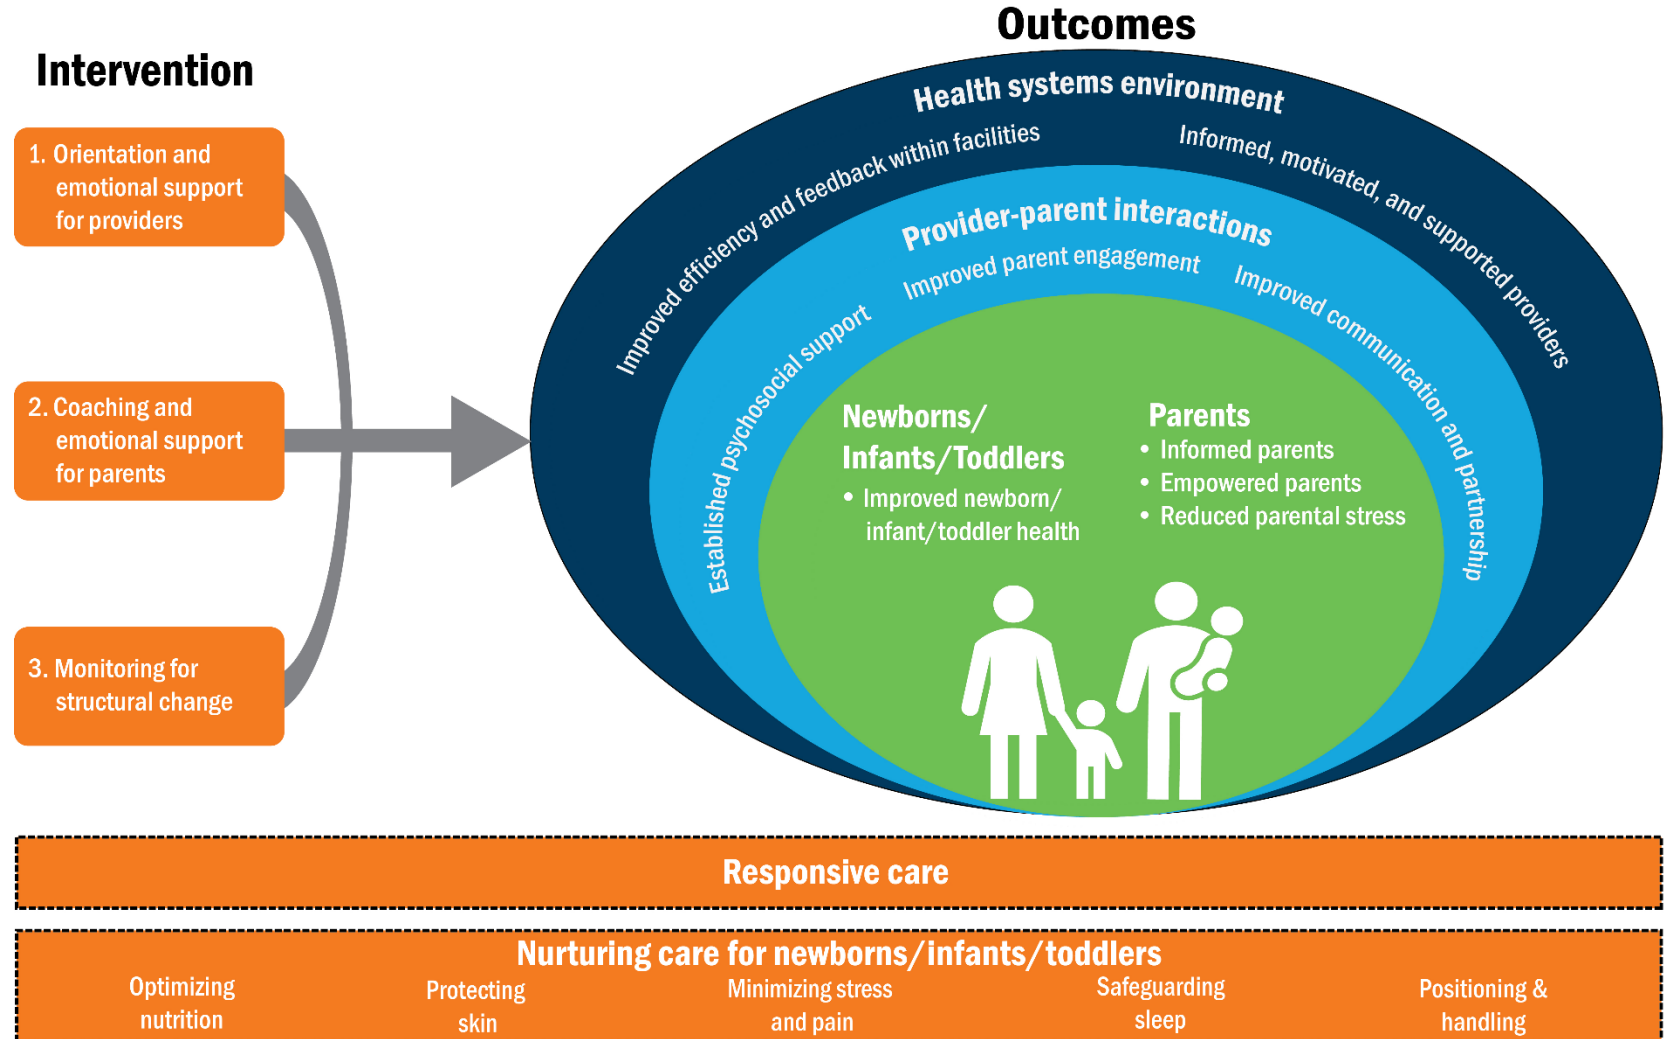 Outcomes
Intervention
1. Orientation and
emotional support
for providers
2. Coaching and
emotional support
for parents
3. Monitoring for
structural change
Health systems environment
Improved efficiency and feedback within facilities
Informed, motivated, and supported providers
Provider-parent interactions
Established psychosocial support
Improved parent engagement
Improved communication and partnership
Newborns/
Infants/Toddlers
• Improved newborn/
infant/toddler health
Parents
• Informed parents
• Empowered parents
• Reduced parental stress
Responsive care
Nurturing care for newborns/infants/toddlers
Optimizing
nutrition
Protecting
skin
Minimizing stress
and pain
Safeguarding
sleep
Positioning &
handling